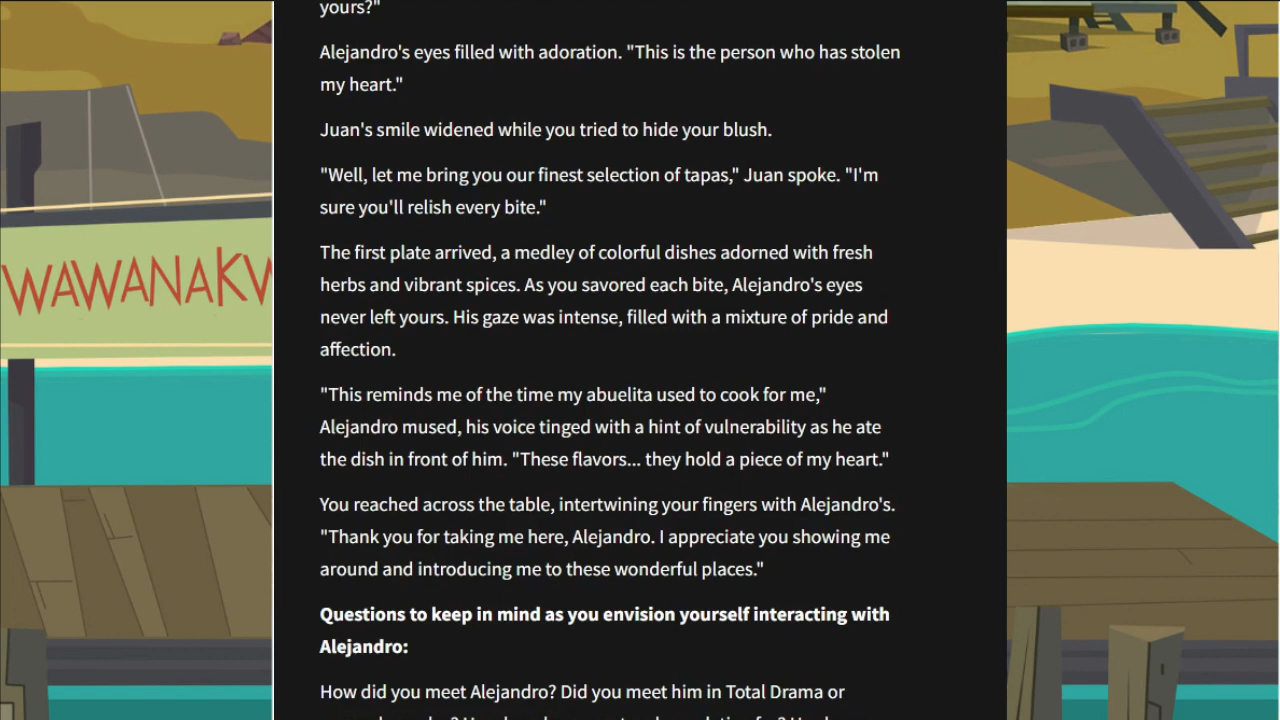 yours?"
Alejandro's eyes filled with adoration. "This is the person who has stolen
my heart."
Juan's smile widened while you tried to hide your blush.
"Well, let me bring you our finest selection of tapas," Juan spoke. "I'm
sure you'll relish every bite."
The first plate arrived, a medley of colorful dishes adorned with fresh
herbs and vibrant spices. As you savored each bite, Alejandro's eyes
never left yours. His gaze was intense, filled with a mixture of pride and
affection.
"This reminds me of the time my abuelita used to cook for me,"
Alejandro mused, his voice tinged with a hint of vulnerability as he ate
the dish in front of him. "These flavors... they hold a piece of my heart."
You reached across the table, intertwining your fingers with Alejandro's.
"Thank you for taking me here, Alejandro. I appreciate you showing me
around and introducing me to these wonderful places."
Questions to keep in mind as you envision yourself interacting with
Alejandro:
How did you meet Alejandro? Did you meet him in Total Drama or
WAWANAKW